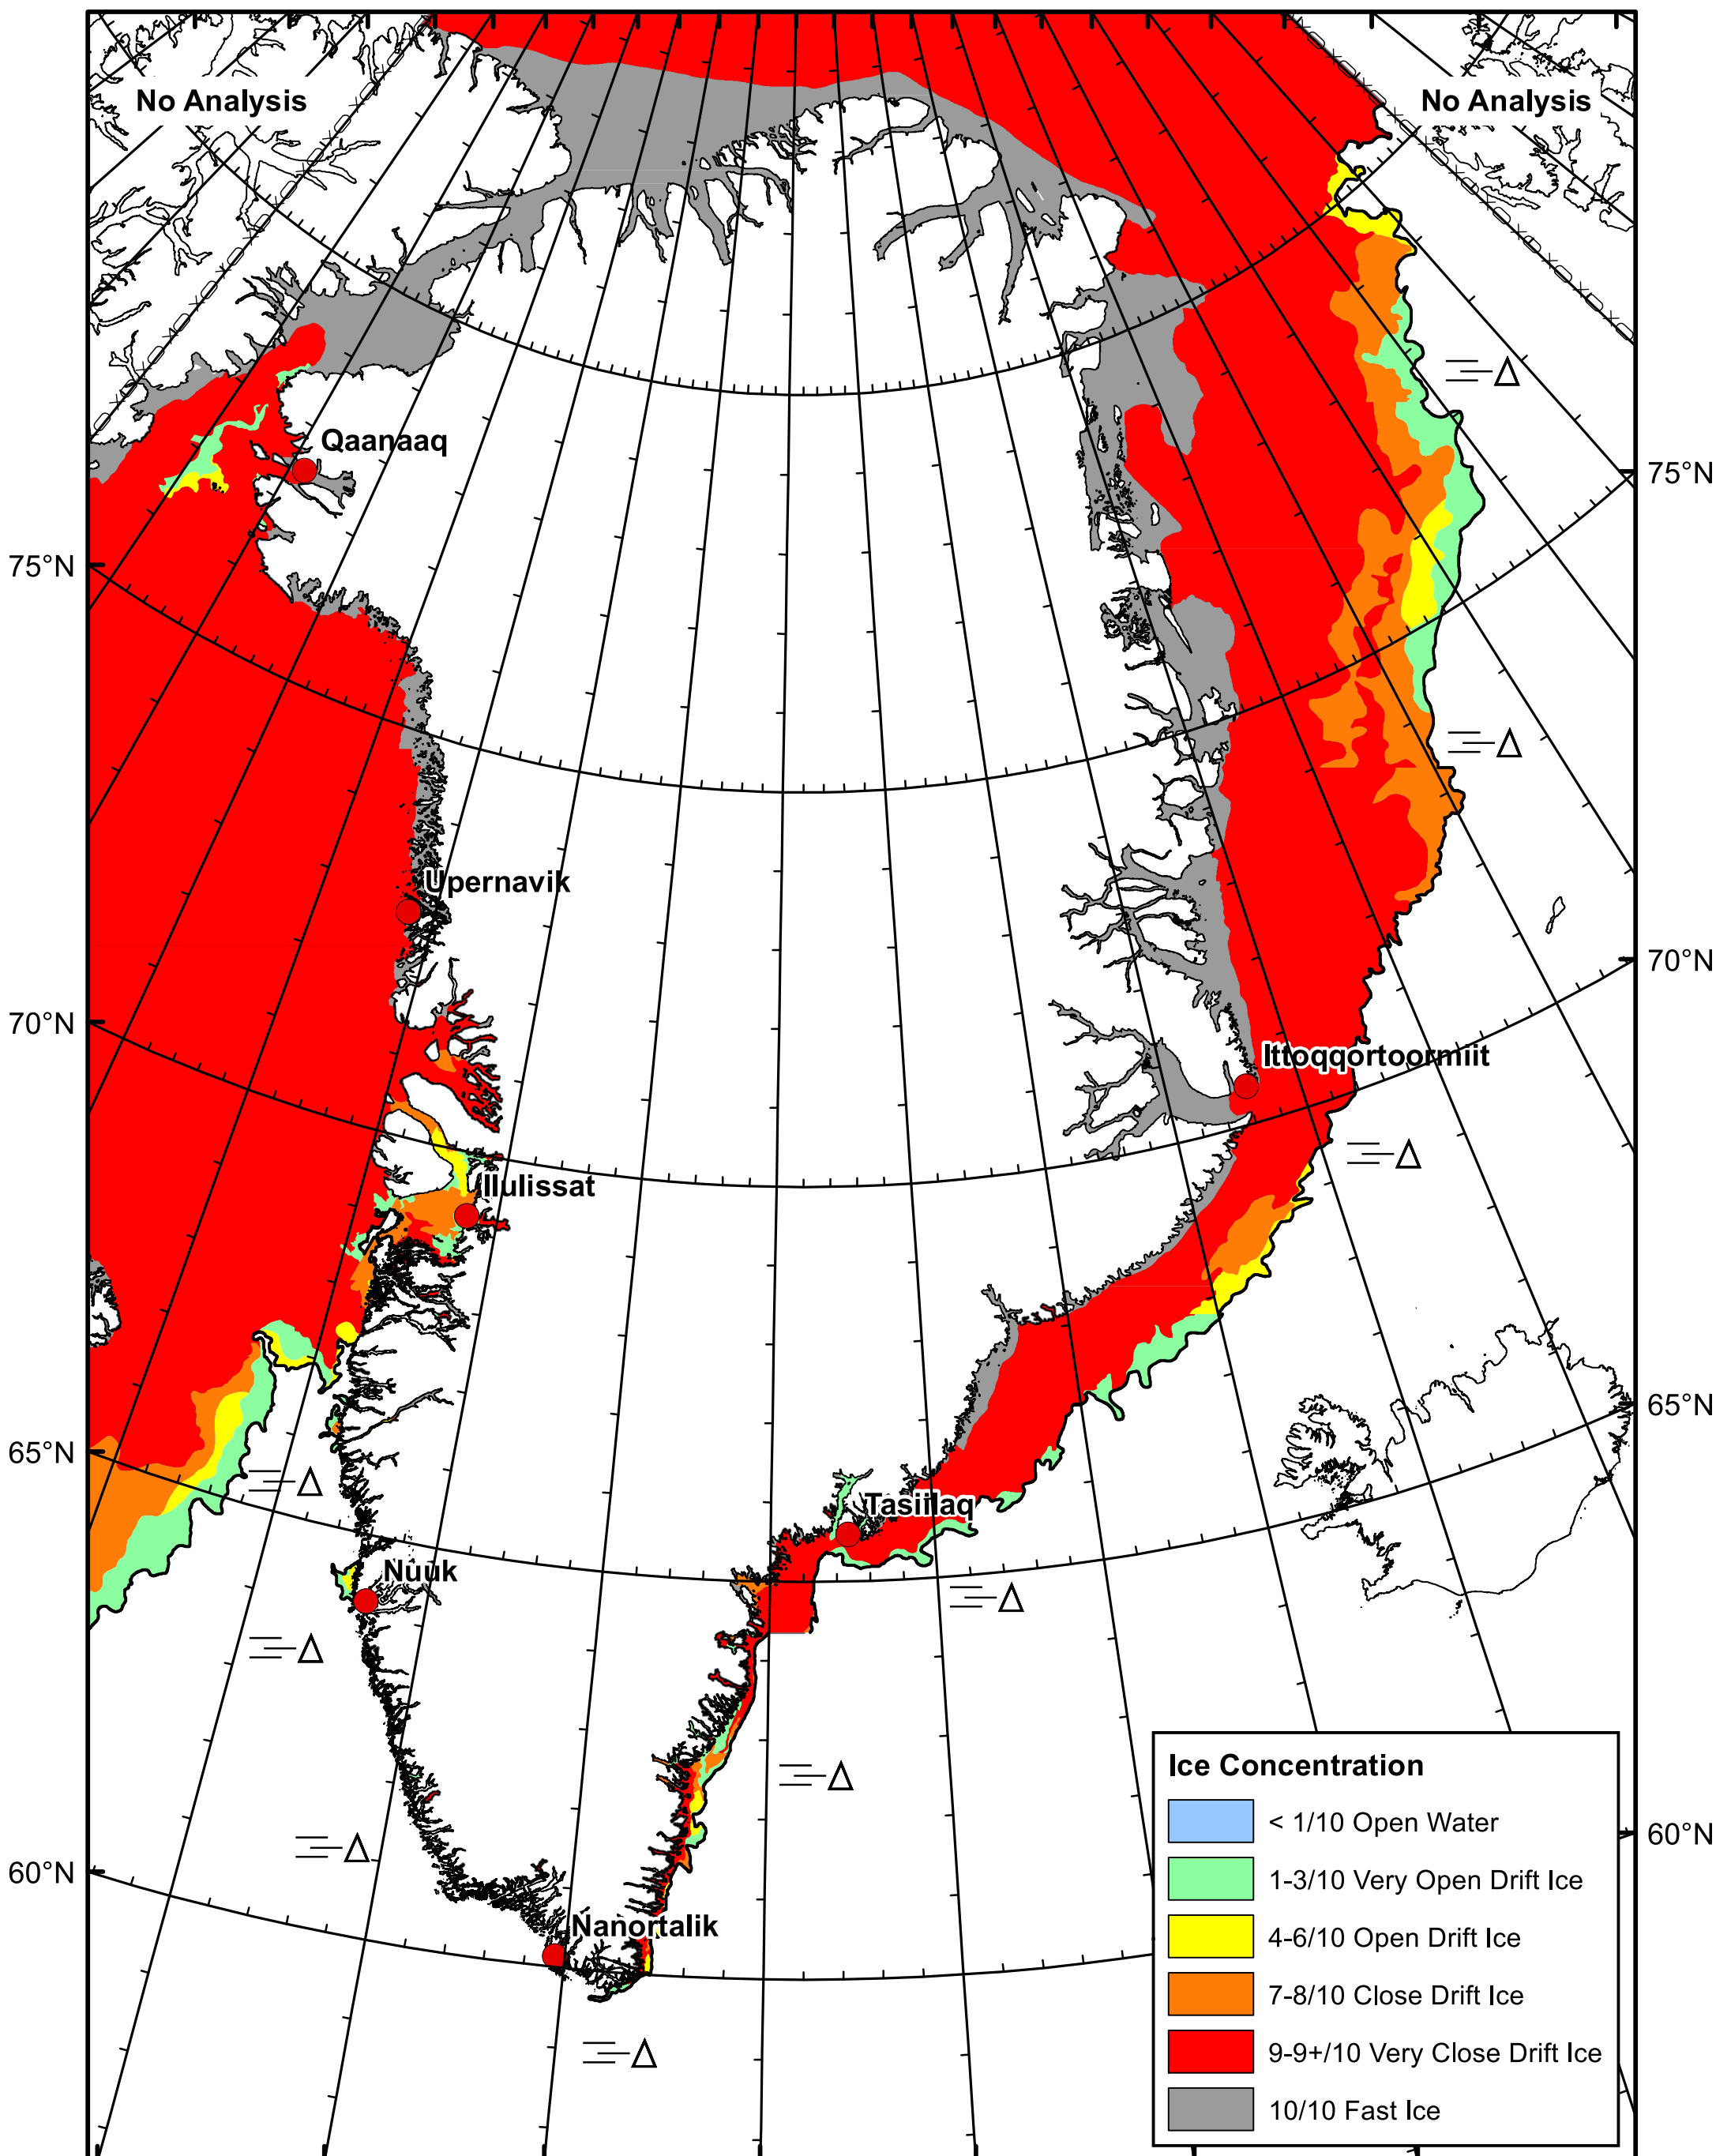 No Analysis
No Analysis
Qaanaaq
75°N
75°N
Upernavik
70°N
70°N
Ittoqqortoormiit
Ilulissat
65°N
65°N
Tasiilaq
Nuuk
60°N
60°N
Nanortalik
Ice Concentration
< 1/10 Open Water
1-3/10 Very Open Drift Ice
4-6/10 Open Drift Ice
7-8/10 Close Drift Ice
9-9+/10 Very Close Drift Ice
10/10 Fast Ice